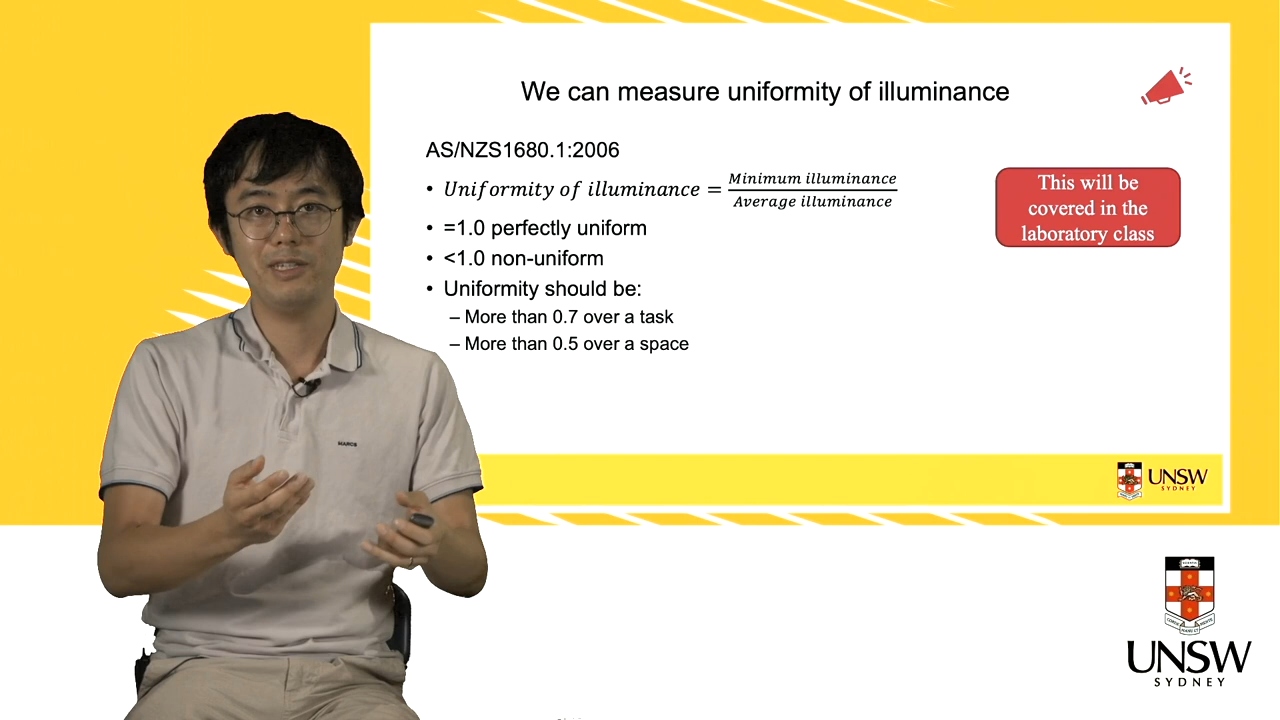 We can measure uniformity of illuminance
AS/NZS1680.1:2006
• Uniformity of illuminance = Minimum illuminance / Average illuminance
• =1.0 perfectly uniform
• <1.0 non-uniform
• Uniformity should be:
– More than 0.7 over a task
– More than 0.5 over a space
This will be
covered in the
laboratory class
UNSW
SYDNEY
UNSW
SYDNEY